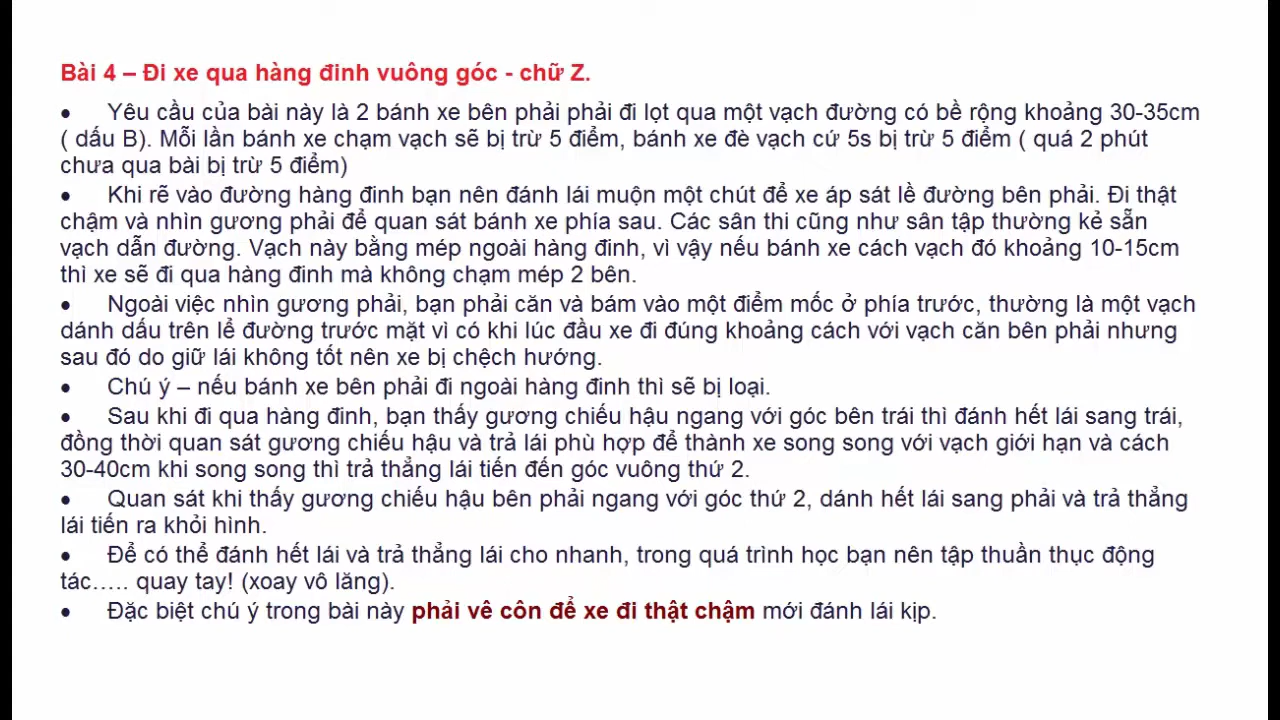 Bài 4 – Đi xe qua hàng đinh vuông góc - chữ Z.
• Yêu cầu của bài này là 2 bánh xe bên phải phải đi lọt qua một vạch đường có bề rộng khoảng 30-35cm
( dấu B). Mỗi lần bánh xe chạm vạch sẽ bị trừ 5 điểm, bánh xe đè vạch cứ 5s bị trừ 5 điểm ( quá 2 phút
chưa qua bài bị trừ 5 điểm)
• Khi rẽ vào đường hàng đinh bạn nên đánh lái muộn một chút để xe áp sát lề đường bên phải. Đi thật
chậm và nhìn gương phải để quan sát bánh xe phía sau. Các sân thi cũng như sân tập thường kẻ sẵn
vạch dẫn đường. Vạch này bằng mép ngoài hàng đinh, vì vậy nếu bánh xe cách vạch đó khoảng 10-15cm
thì xe sẽ đi qua hàng đinh mà không chạm mép 2 bên.
• Ngoài việc nhìn gương phải, bạn phải căn và bám vào một điểm mốc ở phía trước, thường là một vạch
dánh dấu trên lể đường trước mặt vì có khi lúc đầu xe đi đúng khoảng cách với vạch căn bên phải nhưng
sau đó do giữ lái không tốt nên xe bị chệch hướng.
• Chú ý – nếu bánh xe bên phải đi ngoài hàng đinh thì sẽ bị loại.
• Sau khi đi qua hàng đinh, bạn thấy gương chiếu hậu ngang với góc bên trái thì đánh hết lái sang trái,
đồng thời quan sát gương chiếu hậu và trả lái phù hợp để thành xe song song với vạch giới hạn và cách
30-40cm khi song song thì trả thẳng lái tiến đến góc vuông thứ 2.
• Quan sát khi thấy gương chiếu hậu bên phải ngang với góc thứ 2, dánh hết lái sang phải và trả thẳng
lái tiến ra khỏi hình.
• Để có thể đánh hết lái và trả thẳng lái cho nhanh, trong quá trình học bạn nên tập thuần thục động
tác..... quay tay! (xoay vô lăng).
• Đặc biệt chú ý trong bài này phải vê côn để xe đi thật chậm mới đánh lái kịp.